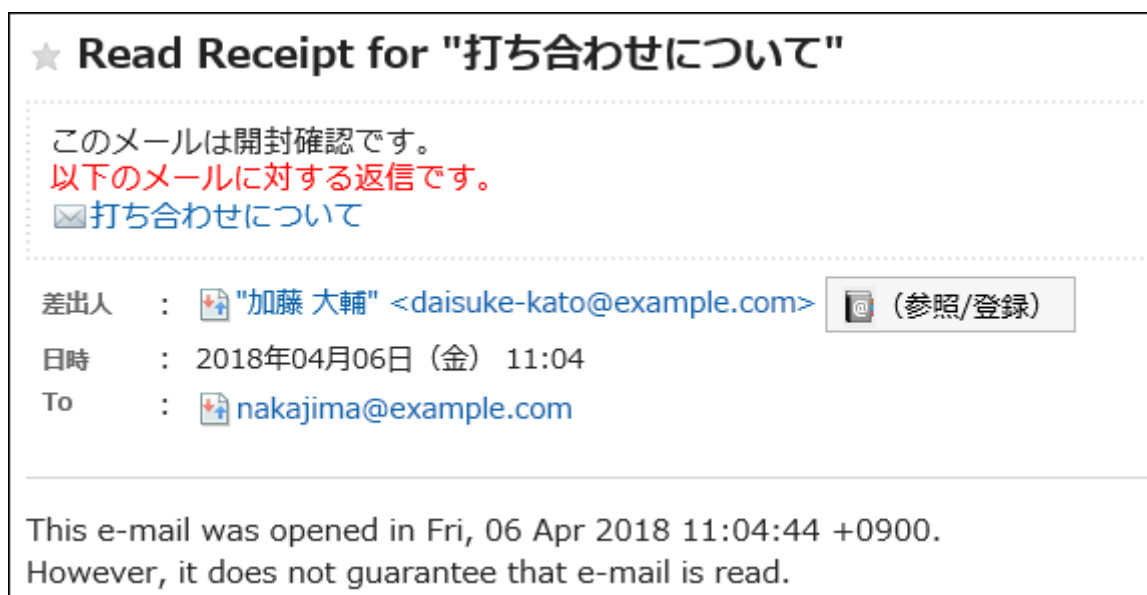 Read Receipt for "打ち合わせについて"
このメールは開封確認です。
以下のメールに対する返信です。
打ち合わせについて
差出人 : "加藤 大輔" <daisuke-kato@example.com> (参照/登録)
日時 : 2018年04月06日（金） 11:04
To : nakajima@example.com
This e-mail was opened in Fri, 06 Apr 2018 11:04:44 +0900.
However, it does not guarantee that e-mail is read.